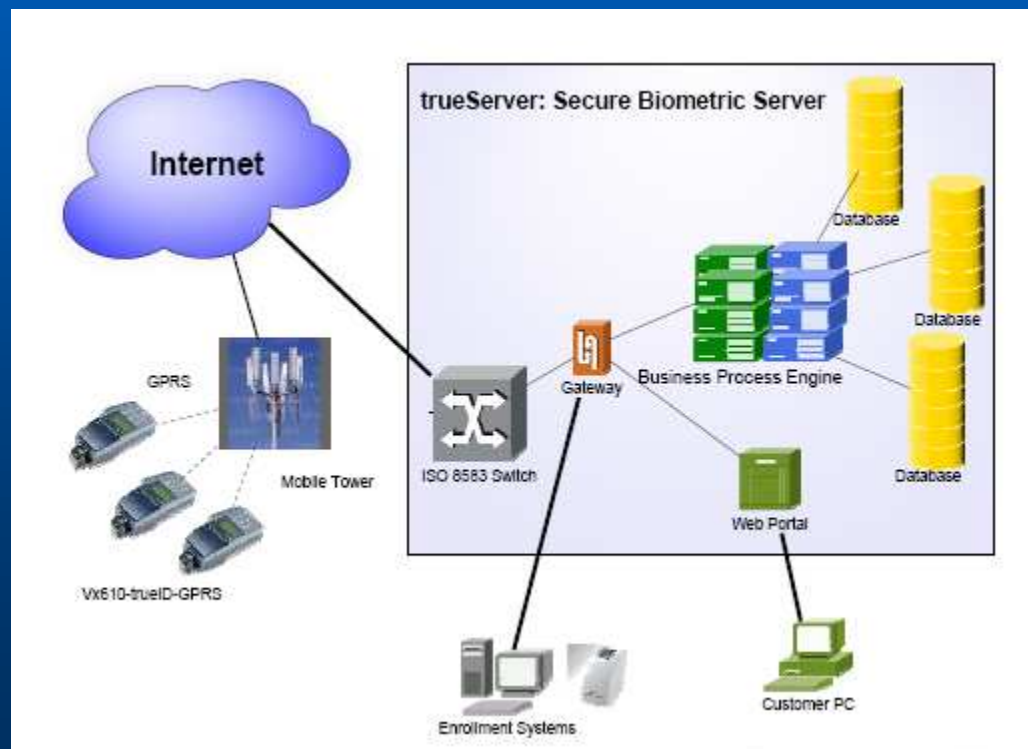 trueServer: Secure Biometric Server
Internet
Database
Database
GPRS
Gateway
Business Process Engine
Mobile Tower
ISO 8583 Switch
Database
Web Portal
Vx610-trueID-GPRS
Customer PC
Enrollment Systems